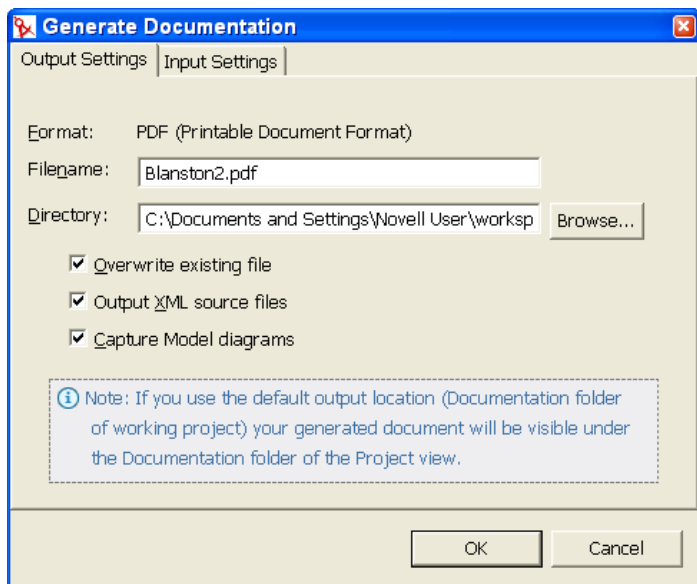 Generate Documentation
Output Settings Input Settings
Format: PDF (Printable Document Format)
Filename: Blanston2.pdf
Directory: C:\Documents and Settings\Novell User\worksp Browse...
Overwrite existing file
Output XML source files
Capture Model diagrams
Note: If you use the default output location (Documentation folder
of working project) your generated document will be visible under
the Documentation folder of the Project view.
OK Cancel